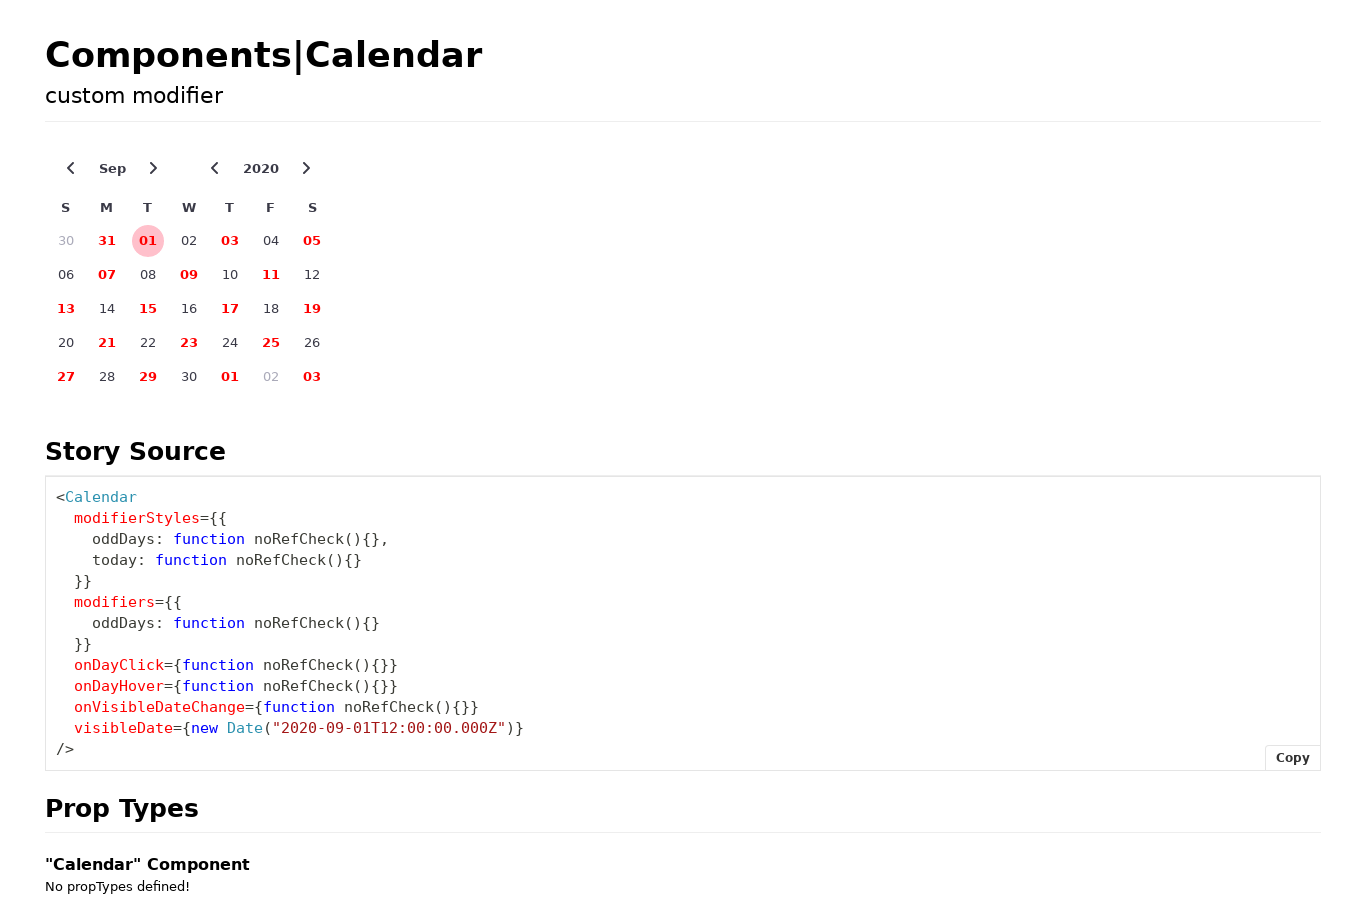 Components|Calendar
custom modifier
Sep 2020
S M T W T F S
30 31 01 02 03 04 05
06 07 08 09 10 11 12
13 14 15 16 17 18 19
20 21 22 23 24 25 26
27 28 29 30 01 02 03
Story Source
<Calendar
  modifierStyles={{
    oddDays: function noRefCheck(){},
    today: function noRefCheck(){}
  }}
  modifiers={{
    oddDays: function noRefCheck(){}
  }}
  onDayClick={function noRefCheck(){}}
  onDayHover={function noRefCheck(){}}
  onVisibleDateChange={function noRefCheck(){}}
  visibleDate={new Date("2020-09-01T12:00:00.000Z")}
/>
Copy
Prop Types
"Calendar" Component
No propTypes defined!